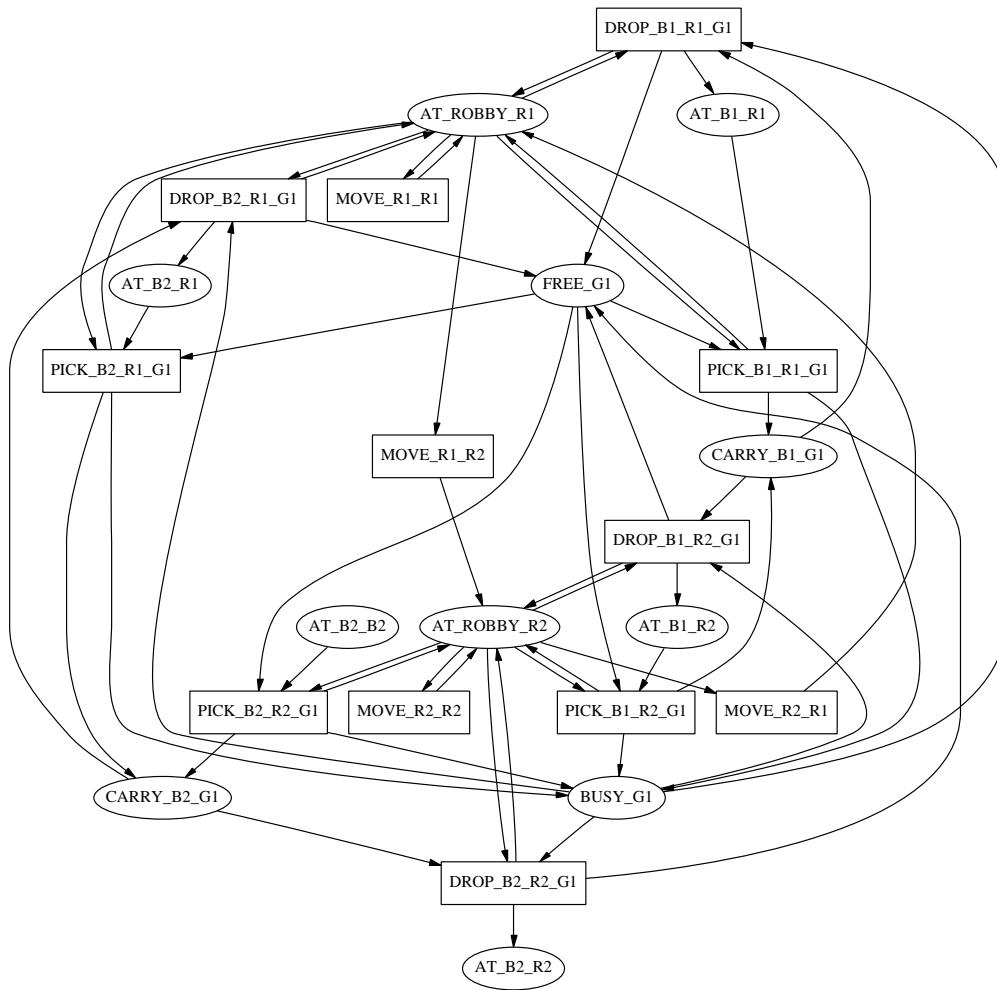 DROP_B1_R1_G1
AT_ROBBY_R1
AT_B1_R1
DROP_B2_R1_G1
MOVE_R1_R1
AT_B2_R1
FREE_G1
PICK_B2_R1_G1
PICK_B1_R1_G1
MOVE_R1_R2
CARRY_B1_G1
DROP_B1_R2_G1
AT_B2_B2
AT_ROBBY_R2
AT_B1_R2
PICK_B2_R2_G1
MOVE_R2_R2
PICK_B1_R2_G1
MOVE_R2_R1
CARRY_B2_G1
BUSY_G1
DROP_B2_R2_G1
AT_B2_R2